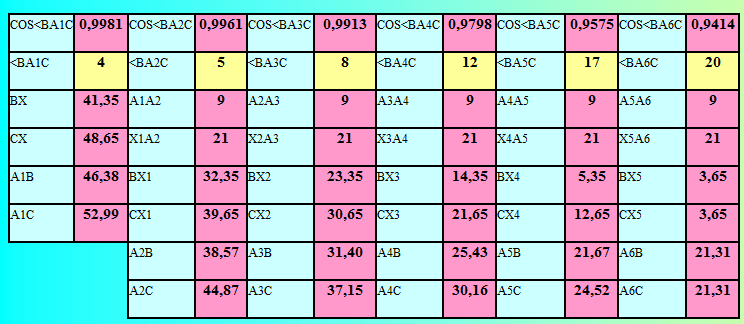 COS<BA1C 0,9981 COS<BA2C 0,9961 COS<BA3C 0,9913 COS<BA4C 0,9798 COS<BA5C 0,9575 COS<BA6C 0,9414
<BA1C 4 <BA2C 5 <BA3C 8 <BA4C 12 <BA5C 17 <BA6C 20
BX 41,35 A1A2 9 A2A3 9 A3A4 9 A4A5 9 A5A6 9
CX 48,65 X1A2 21 X2A3 21 X3A4 21 X4A5 21 X5A6 21
A1B 46,38 BX1 32,35 BX2 23,35 BX3 14,35 BX4 5,35 BX5 3,65
A1C 52,99 CX1 39,65 CX2 30,65 CX3 21,65 CX4 12,65 CX5 3,65
A2B 38,57 A3B 31,40 A4B 25,43 A5B 21,67 A6B 21,31
A2C 44,87 A3C 37,15 A4C 30,16 A5C 24,52 A6C 21,31